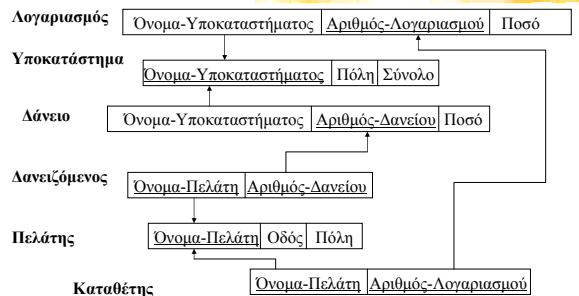 Λογαριασμός Όνομα-Υποκαταστήματος Αριθμός-Λογαριασμού Ποσό
Υποκατάστημα Όνομα-Υποκαταστήματος Πόλη Σύνολο
Δάνειο Όνομα-Υποκαταστήματος Αριθμός-Δανείου Ποσό
Δανειζόμενος Όνομα-Πελάτη Αριθμός-Δανείου
Πελάτης Όνομα-Πελάτη Οδός Πόλη
Καταθέτης Όνομα-Πελάτη Αριθμός-Λογαριασμού